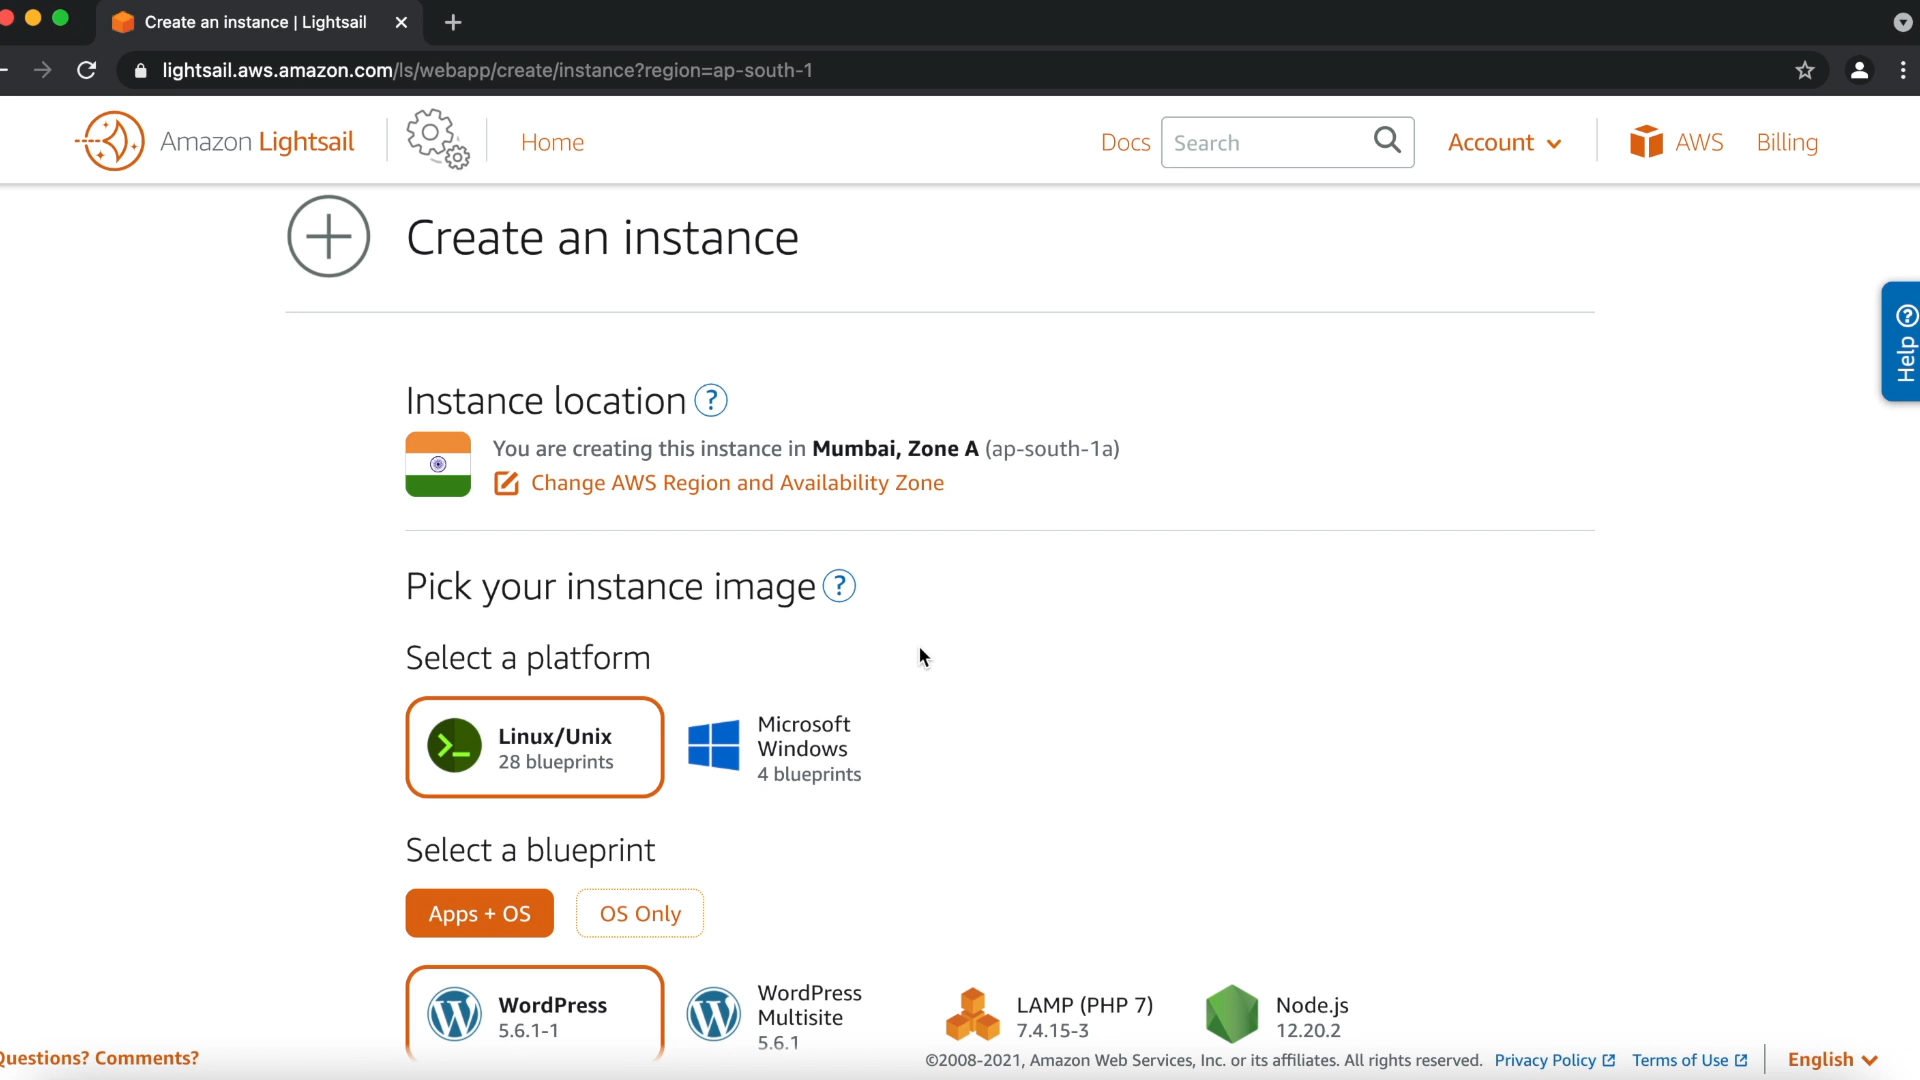 Create an instance | Lightsail
lightsail.aws.amazon.com/ls/webapp/create/instance?region=ap-south-1
Amazon Lightsail
Home
Docs
Search
Account
AWS
Billing
Create an instance
Help
Instance location
You are creating this instance in Mumbai, Zone A (ap-south-1a)
Change AWS Region and Availability Zone
Pick your instance image
Select a platform
Linux/Unix
28 blueprints
Microsoft
Windows
4 blueprints
Select a blueprint
Apps + OS
OS Only
WordPress
5.6.1-1
WordPress
Multisite
5.6.1
LAMP (PHP 7)
7.4.15-3
Node.js
12.20.2
Questions? Comments?
©2008-2021, Amazon Web Services, Inc. or its affiliates. All rights reserved.
Privacy Policy
Terms of Use
English